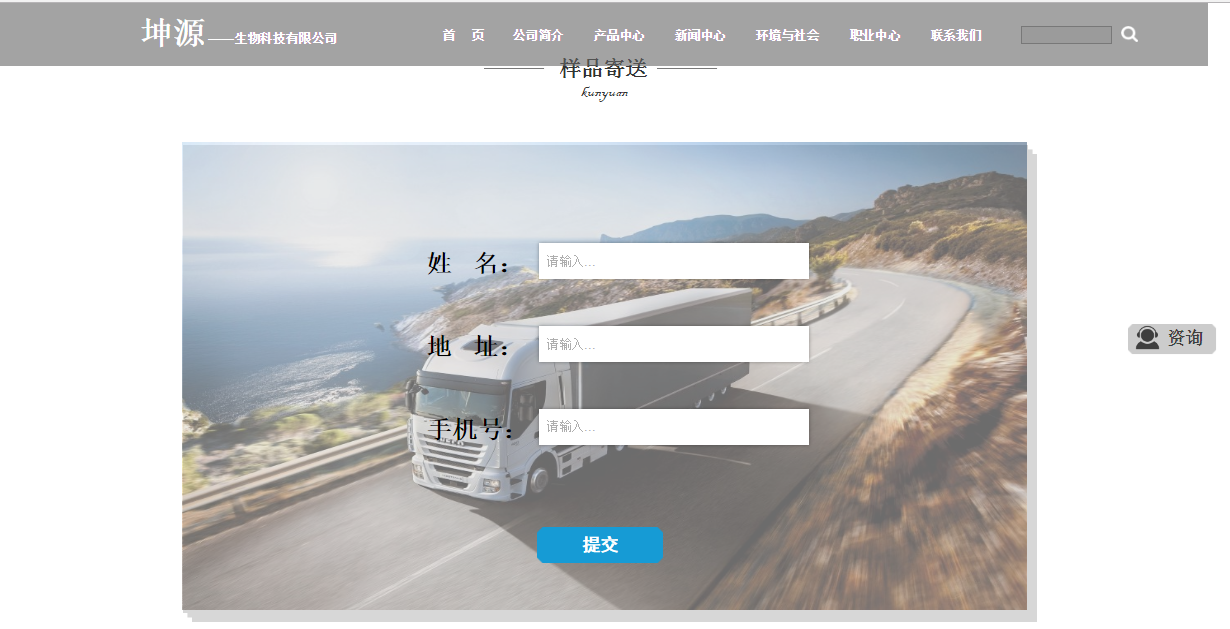 坤源——生物科技有限公司
首 页 公司简介 产品中心 新闻中心 环境与社会 职业中心 联系我们
样品寄送
kunyuan
姓 名： 请输入...
地 址： 请输入...
手机号： 请输入...
提交
资询